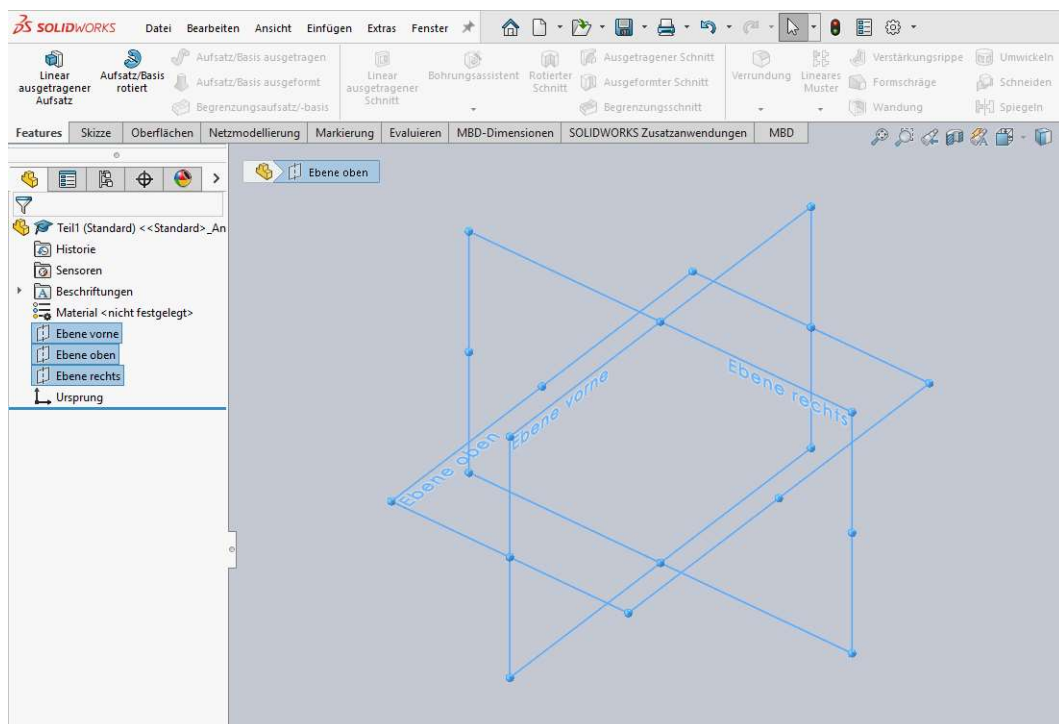 SOLIDWORKS Datei Bearbeiten Ansicht Einfügen Extras Fenster
Linear ausgetragener Aufsatz
Aufsatz/Basis rotiert
Aufsatz/Basis ausgetragen
Aufsatz/Basis ausgeformt
Begrenzungsaufsatz/-basis
Linear ausgetragener Schnitt
Bohrungsassistent
Rotierter Schnitt
Ausgetragener Schnitt
Ausgeformter Schnitt
Begrenzungsschnitt
Verrundung
Lineares Muster
Verstärkungsrippe
Formschräge
Wandung
Umwickeln
Schneiden
Spiegeln
Features Skizze Oberflächen Netzmodellierung Markierung Evaluieren MBD-Dimensionen SOLIDWORKS Zusatzanwendungen MBD
Ebene oben
Teil1 (Standard) <<Standard>_An
Historie
Sensoren
Beschriftungen
Material <nicht festgelegt>
Ebene vorne
Ebene oben
Ebene rechts
Ursprung
Ebene rechts
Ebene vorne
Ebene oben